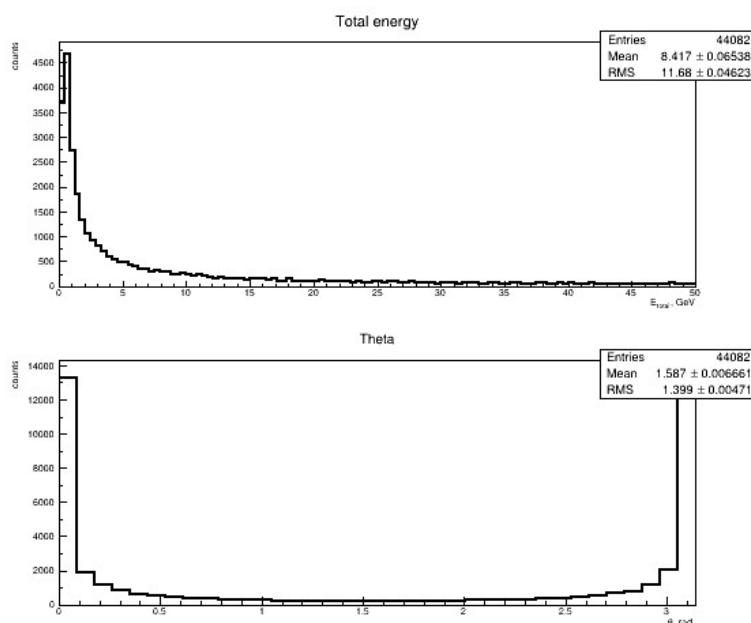 Total energy
counts
Entries 44082
Mean 8.417 ± 0.06538
RMS 11.68 ± 0.04623
4500
4000
3500
3000
2500
2000
1500
1000
500
0
0 5 10 15 20 25 30 35 40 45 50
E_total, GeV
Theta
counts
Entries 44082
Mean 1.587 ± 0.006661
RMS 1.399 ± 0.00471
14000
12000
10000
8000
6000
4000
2000
0
0 0.5 1 1.5 2 2.5 3
θ, rad